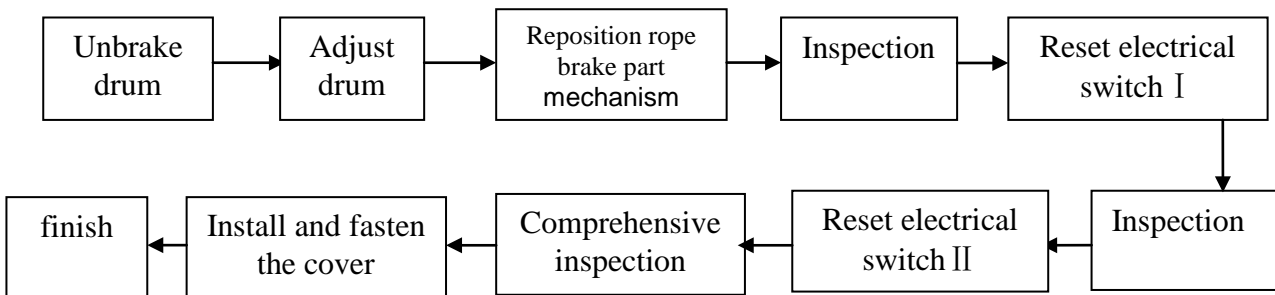 Unbrake
drum
Adjust
drum
Reposition rope
brake part
mechanism
Inspection
Reset electrical
switch Ⅰ
Inspection
Reset electrical
switch Ⅱ
Comprehensive
inspection
Install and fasten
the cover
finish